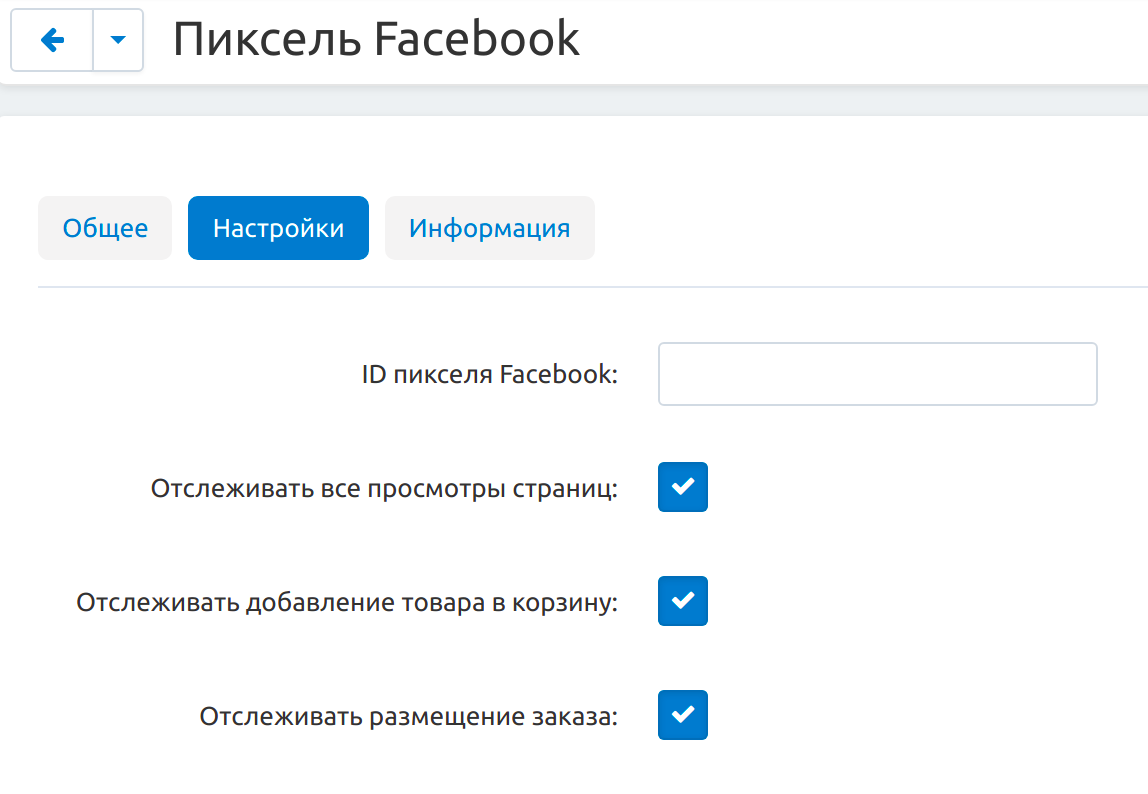 Пиксель Facebook
Общее Настройки Информация
ID пикселя Facebook:
Отслеживать все просмотры страниц:
Отслеживать добавление товара в корзину:
Отслеживать размещение заказа: